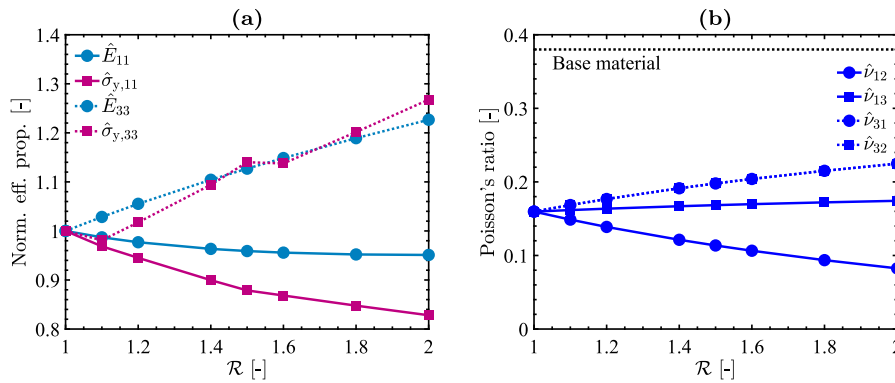 (a)
Norm. eff. prop. [-]
1.4
1.3
1.2
1.1
1
0.9
0.8
Ê₁₁
σ̂y,11
Ê₃₃
σ̂y,33
1 1.2 1.4 1.6 1.8 2
ℛ [-]
(b)
Poisson's ratio [-]
0.4
0.3
0.2
0.1
0
Base material
ν̂₁₂
ν̂₁₃
ν̂₃₁
ν̂₃₂
1 1.2 1.4 1.6 1.8 2
ℛ [-]